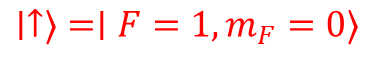 |↑⟩ =| F = 1, m_F = 0⟩